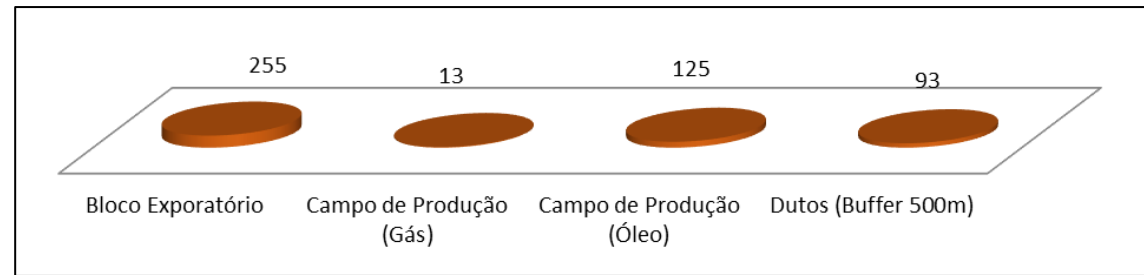 255
13
125
93
Bloco Exporatório
Campo de Produção
(Gás)
Campo de Produção
(Óleo)
Dutos (Buffer 500m)